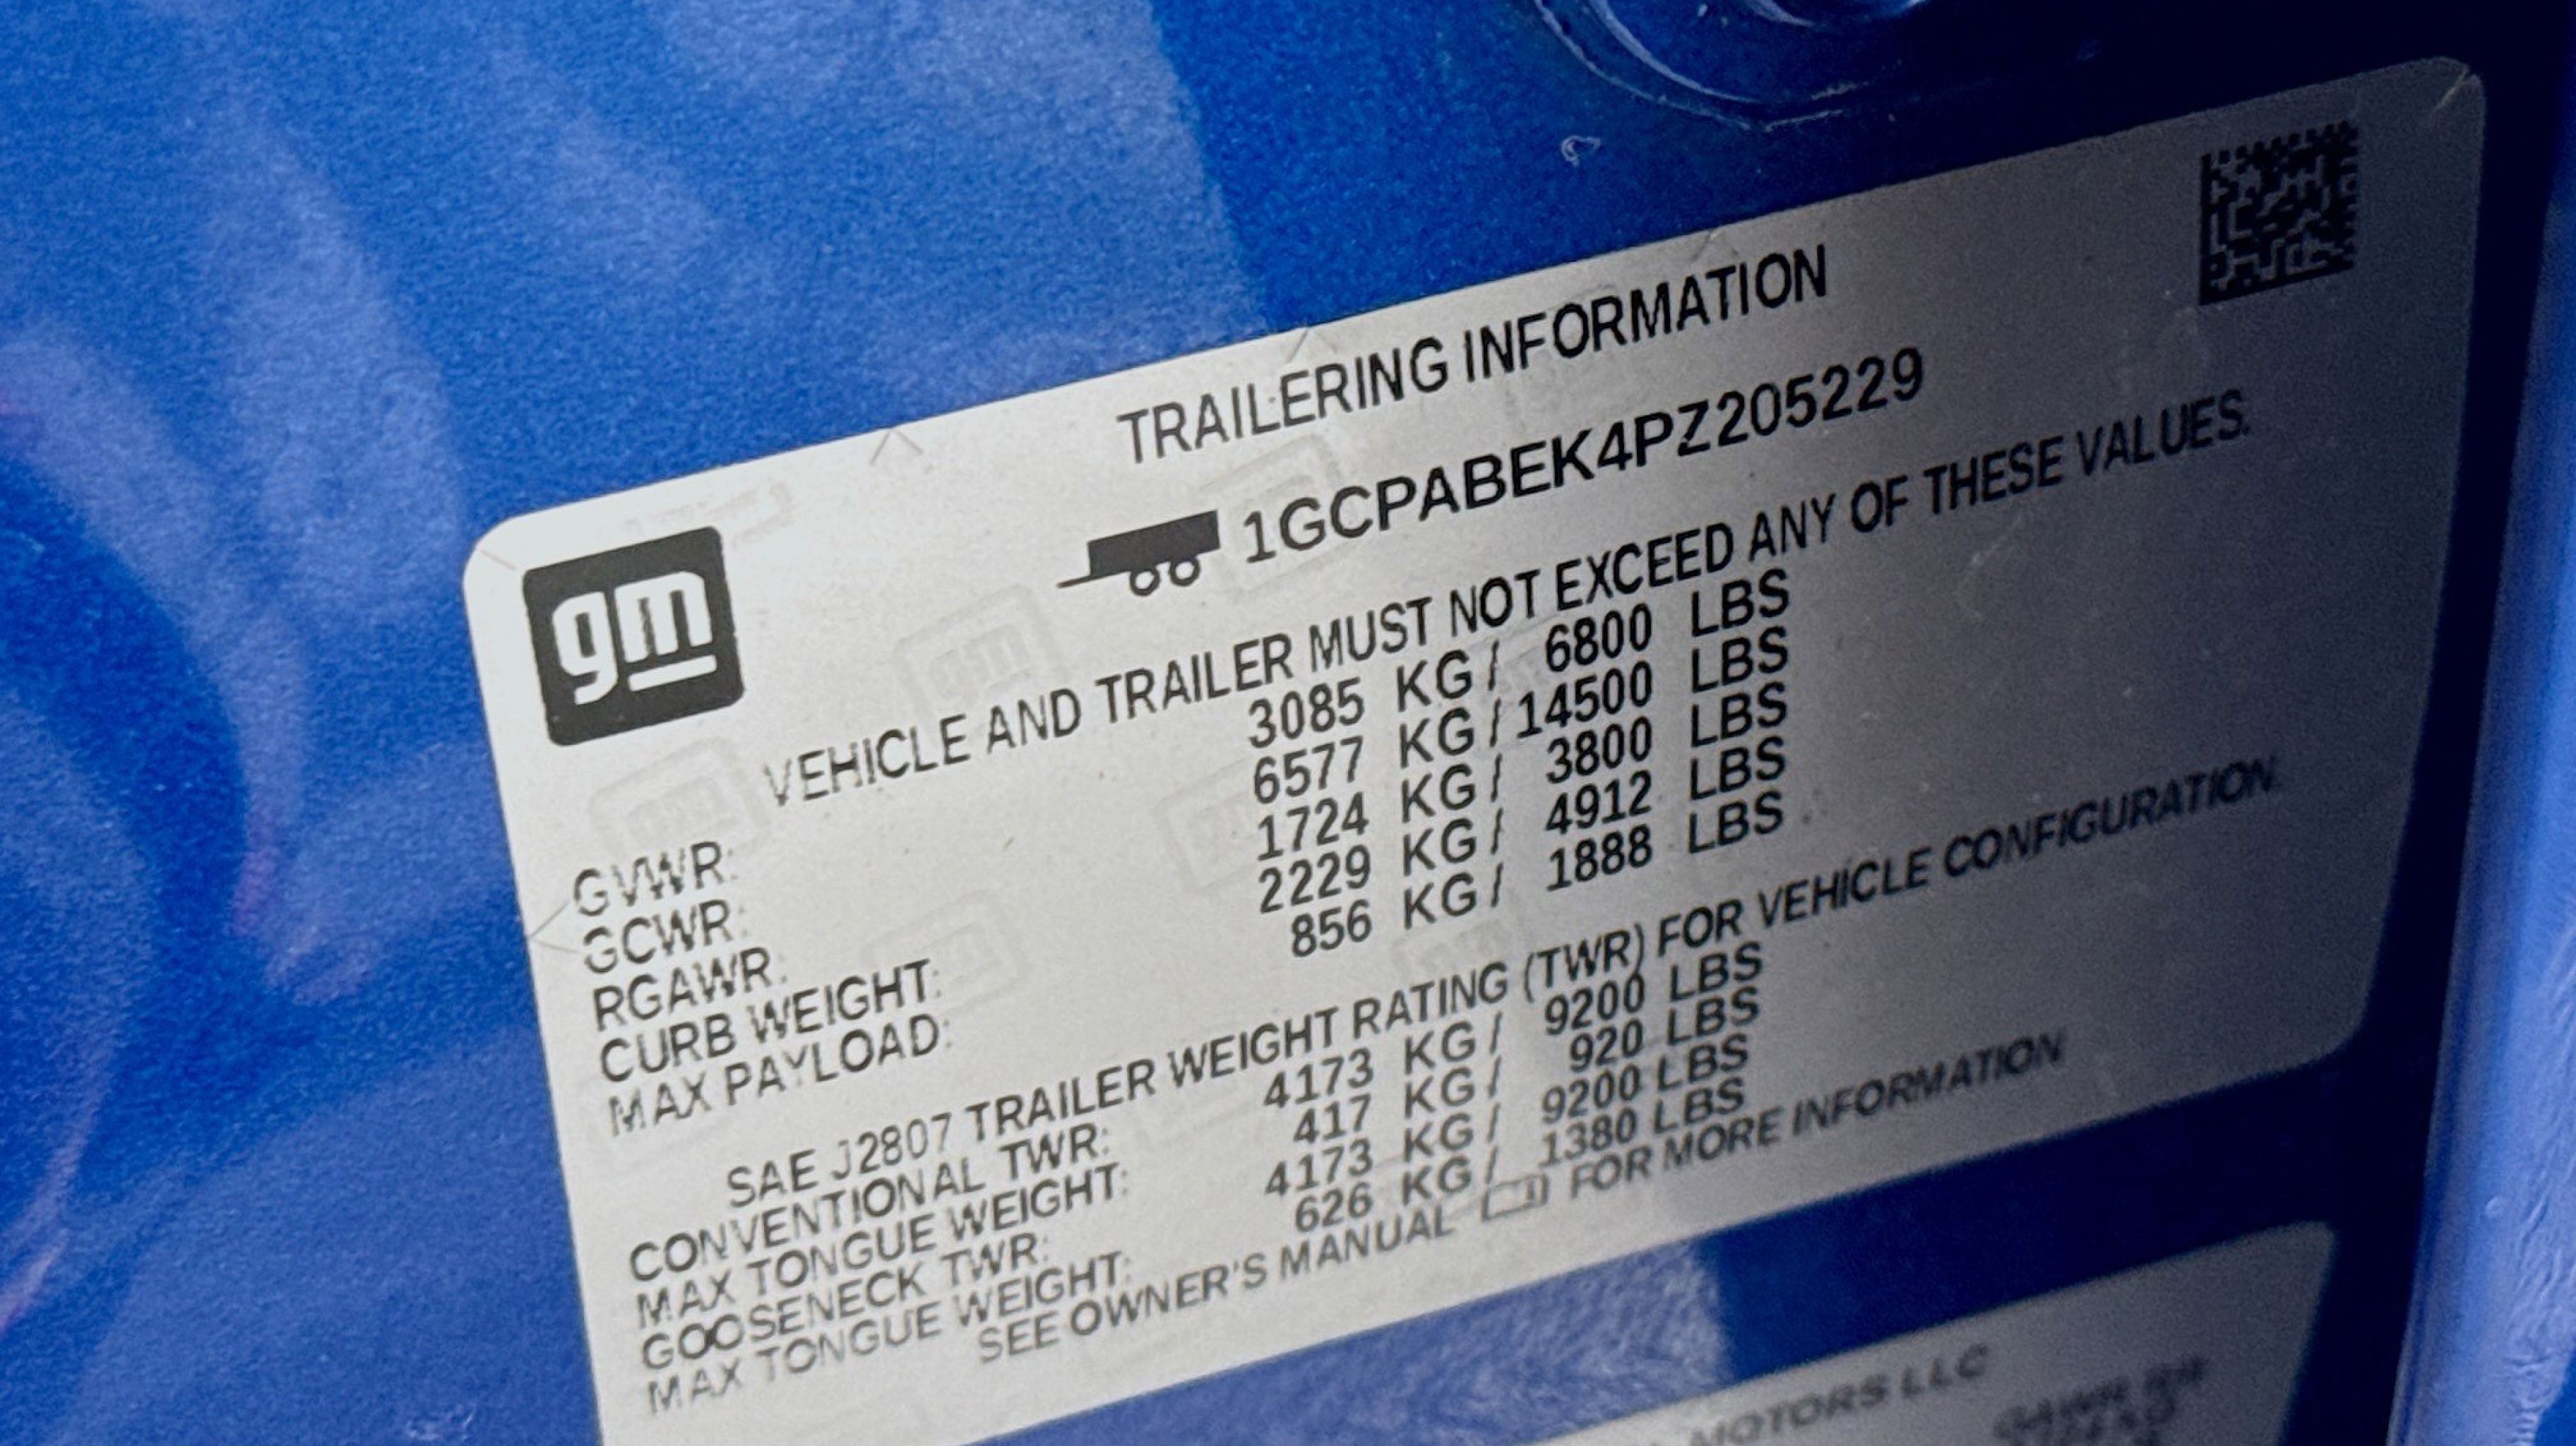 TRAILERING INFORMATION
1GCPABEK4PZ205229
gm
VEHICLE AND TRAILER MUST NOT EXCEED ANY OF THESE VALUES.
GVWR: 3085 KG / 6800 LBS
GCWR: 6577 KG / 14500 LBS
RGAWR: 1724 KG / 3800 LBS
CURB WEIGHT: 2229 KG / 4912 LBS
MAX PAYLOAD: 856 KG / 1888 LBS
SAE J2807 TRAILER WEIGHT RATING (TWR) FOR VEHICLE CONFIGURATION.
CONVENTIONAL TWR: 4173 KG / 9200 LBS
MAX TONGUE WEIGHT: 417 KG / 920 LBS
GOOSENECK TWR: 4173 KG / 9200 LBS
MAX TONGUE WEIGHT: 626 KG / 1380 LBS
SEE OWNER'S MANUAL FOR MORE INFORMATION
MOTORS LLC
GAWR RR